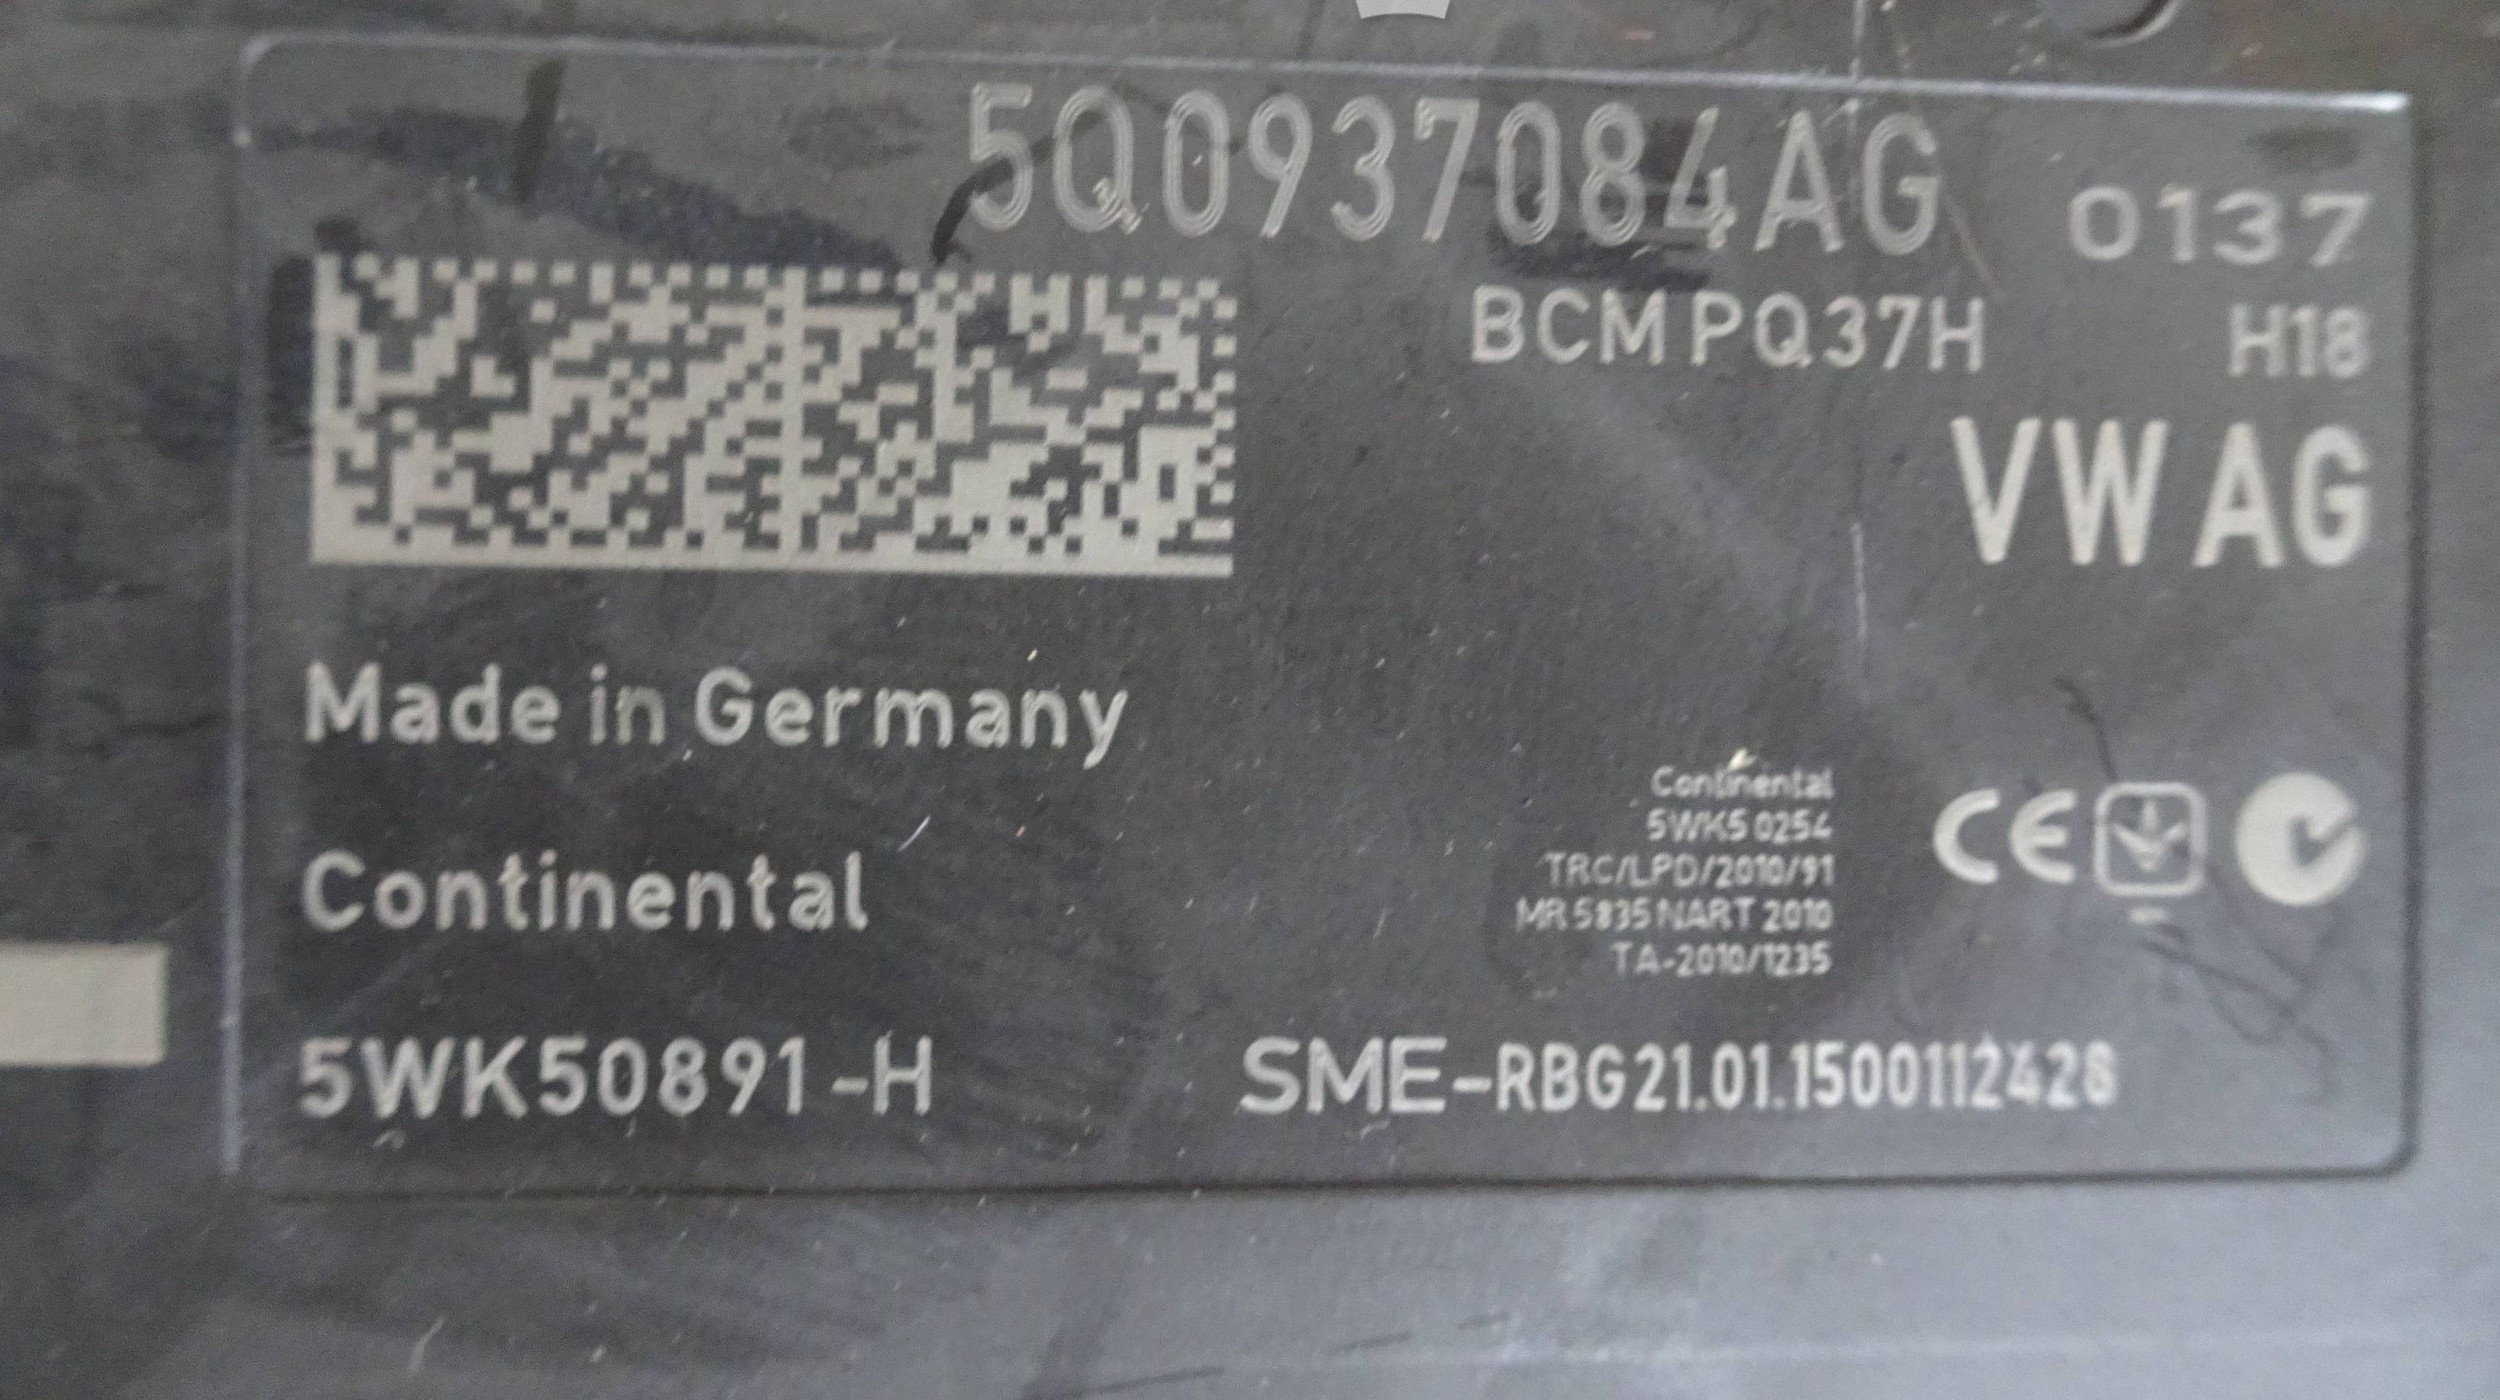 5Q0937084AG 0137
BCM PQ37H H18
VW AG
Made in Germany
Continental
5WK5 0254
TRC/LPD/2010/91
MR 5835 NART 2010
TA-2010/1235
CE
Continental
5WK50891-H
SME-RBG21.01.1500112428